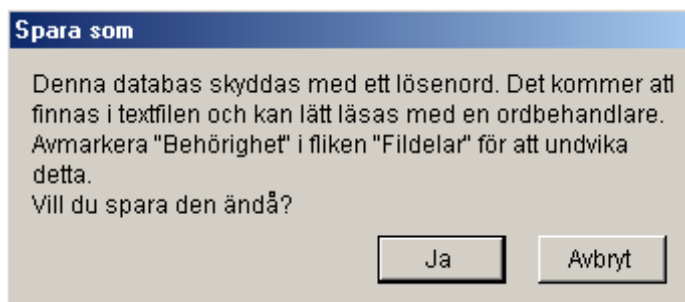 Spara som
Denna databas skyddas med ett lösenord. Det kommer att
finnas i textfilen och kan lätt läsas med en ordbehandlare.
Avmarkera "Behörighet" i fliken "Fildelar" för att undvika
detta.
Vill du spara den ändå?
Ja
Avbryt